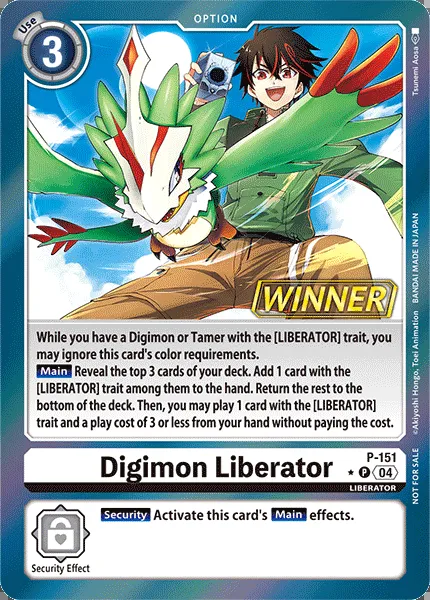 OPTION
Use
3
Tsunemi Aosa
WINNER
While you have a Digimon or Tamer with the [LIBERATOR] trait, you
may ignore this card's color requirements.
Main Reveal the top 3 cards of your deck. Add 1 card with the
[LIBERATOR] trait among them to the hand. Return the rest to the
bottom of the deck. Then, you may play 1 card with the [LIBERATOR]
trait and a play cost of 3 or less from your hand without paying the cost.
©Akiyoshi Hongo, Toei Animation BANDAI MADE IN JAPAN
NOT FOR SALE
P-151
Digimon Liberator ★ P 04
LIBERATOR
Security Activate this card's Main effects.
Security Effect